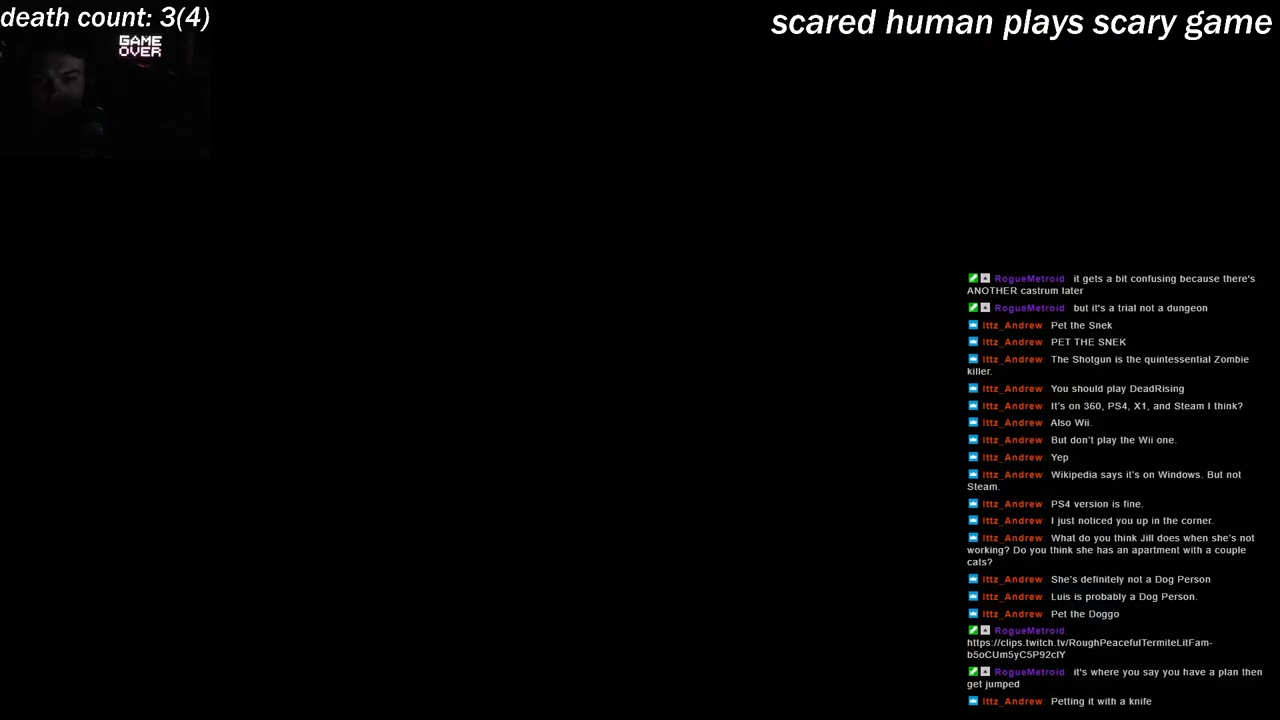 death count: 3(4)
scared human plays scary game
GAME
OVER
RogueMetroid it gets a bit confusing because there's
ANOTHER castrum later
RogueMetroid but it's a trial not a dungeon
Ittz_Andrew Pet the Snek
Ittz_Andrew PET THE SNEK
Ittz_Andrew The Shotgun is the quintessential Zombie
killer.
Ittz_Andrew You should play DeadRising
Ittz_Andrew It's on 360, PS4, X1, and Steam I think?
Ittz_Andrew Also Wii.
Ittz_Andrew But don't play the Wii one.
Ittz_Andrew Yep
Ittz_Andrew Wikipedia says it's on Windows. But not
Steam.
Ittz_Andrew PS4 version is fine.
Ittz_Andrew I just noticed you up in the corner.
Ittz_Andrew What do you think Jill does when she's not
working? Do you think she has an apartment with a couple
cats?
Ittz_Andrew She's definitely not a Dog Person
Ittz_Andrew Luis is probably a Dog Person.
Ittz_Andrew Pet the Doggo
RogueMetroid
https://clips.twitch.tv/RoughPeacefulTermiteLitFam-
b5oCUm5yC5P92cIY
RogueMetroid it's where you say you have a plan then
get jumped
Ittz_Andrew Petting it with a knife